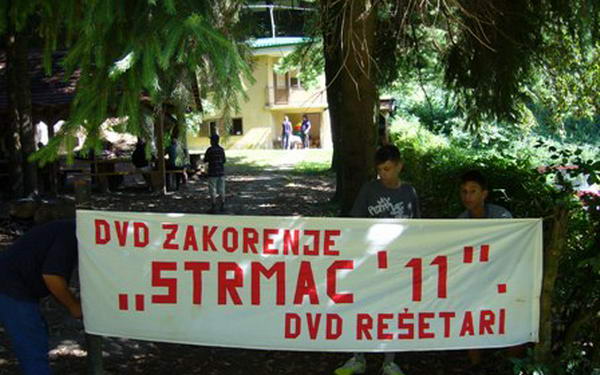 DVD ZAKORENJE
„STRMAC '11".
DVD REŠETARI